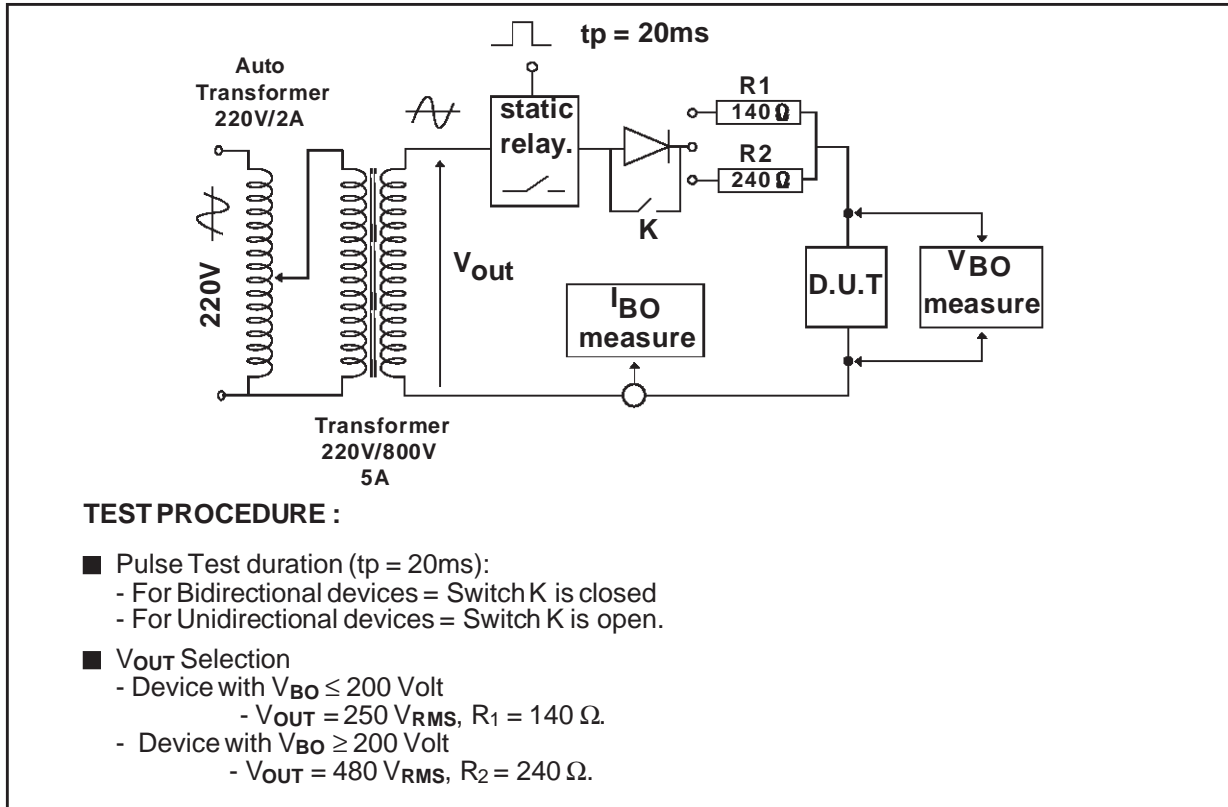 tp = 20ms
Auto
Transformer
220V/2A
static
relay.
R1
140 Ω
R2
240 Ω
K
220V
Vout
IBO
measure
D.U.T
VBO
measure
Transformer
220V/800V
5A
TEST PROCEDURE :
■ Pulse Test duration (tp = 20ms):
- For Bidirectional devices = Switch K is closed
- For Unidirectional devices = Switch K is open.
■ VOUT Selection
- Device with VBO ≤ 200 Volt
- VOUT = 250 VRMS, R1 = 140 Ω.
- Device with VBO ≥ 200 Volt
- VOUT = 480 VRMS, R2 = 240 Ω.